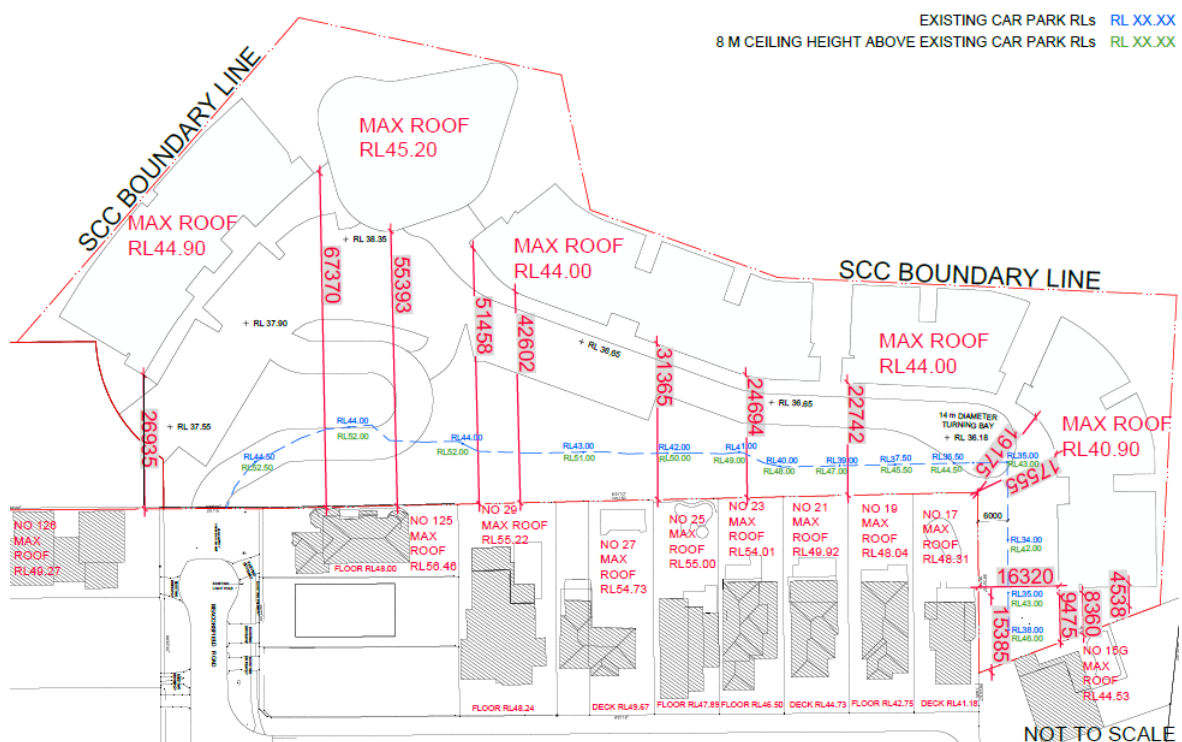 EXISTING CAR PARK RLs RL XX.XX
8 M CEILING HEIGHT ABOVE EXISTING CAR PARK RLs RL XX.XX
SCC BOUNDARY LINE
MAX ROOF
RL45.20
MAX ROOF
RL44.90
MAX ROOF
RL44.00
SCC BOUNDARY LINE
MAX ROOF
RL44.00
MAX ROOF
RL40.90
RL 38.35
RL 37.90
RL 37.55
RL 36.65
RL 36.65
14 m DIAMETER
TURNING BAY
RL 36.18
26935
67370
55393
51458
42602
31365
24694
22742
19175
17555
RL44.50
RL52.50
RL44.00
RL52.00
RL44.00
RL52.00
RL43.00
RL51.00
RL42.00
RL50.00
RL41.00
RL49.00
RL40.00
RL48.00
RL39.00
RL47.00
RL37.50
RL45.50
RL36.50
RL44.50
RL35.00
RL43.00
6000
RL34.00
RL42.00
16320
RL35.00
RL43.00
RL38.00
RL46.00
15385
9475
8360
4538
NO 126
MAX
ROOF
RL49.27
NO 125
MAX
ROOF
RL56.46
FLOOR RL48.00
NO 29
MAX ROOF
RL55.22
NO 27
MAX
ROOF
RL54.73
NO 25
MAX
ROOF
RL55.00
NO 23
MAX
ROOF
RL54.01
NO 21
MAX
ROOF
RL49.92
NO 19
MAX
ROOF
RL48.04
NO 17
MAX
ROOF
RL48.31
NO 15G
MAX
ROOF
RL44.53
BEACONSFIELD ROAD
FLOOR RL48.24
DECK RL49.67
FLOOR RL47.89
FLOOR RL46.50
DECK RL44.73
FLOOR RL42.75
DECK RL41.18
NOT TO SCALE